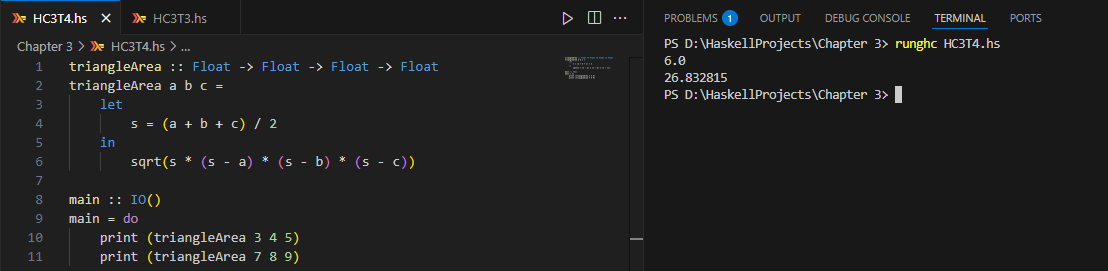 HC3T4.hs HC3T3.hs
Chapter 3 > HC3T4.hs > ...
1 triangleArea :: Float -> Float -> Float -> Float
2 triangleArea a b c =
3     let
4         s = (a + b + c) / 2
5     in
6         sqrt(s * (s - a) * (s - b) * (s - c))
7
8 main :: IO()
9 main = do
10     print (triangleArea 3 4 5)
11     print (triangleArea 7 8 9)
PROBLEMS 1 OUTPUT DEBUG CONSOLE TERMINAL PORTS
PS D:\HaskellProjects\Chapter 3> runghc HC3T4.hs
6.0
26.832815
PS D:\HaskellProjects\Chapter 3>